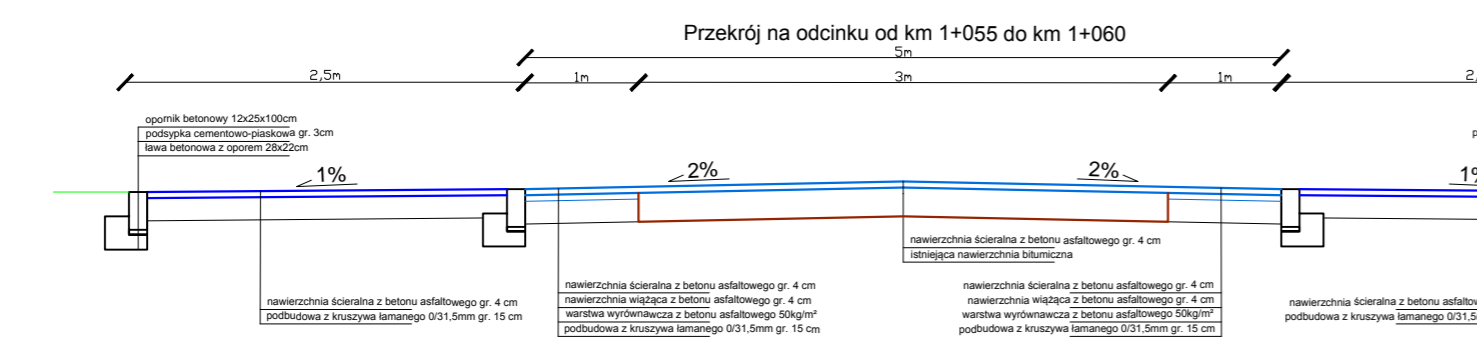 Przekrój na odcinku od km 1+055 do km 1+060
5m
2,5m
1m
3m
1m
2,
opornik betonowy 12x25x100cm
podsypka cementowo-piaskowa gr. 3cm
ława betonowa z oporem 28x22cm
p
1%
2%
2%
1%
nawierzchnia ścieralna z betonu asfaltowego gr. 4 cm
istniejąca nawierzchnia bitumiczna
nawierzchnia ścieralna z betonu asfaltowego gr. 4 cm
podbudowa z kruszywa łamanego 0/31,5mm gr. 15 cm
nawierzchnia ścieralna z betonu asfaltowego gr. 4 cm
nawierzchnia wiążąca z betonu asfaltowego gr. 4 cm
warstwa wyrównawcza z betonu asfaltowego 50kg/m²
podbudowa z kruszywa łamanego 0/31,5mm gr. 15 cm
nawierzchnia ścieralna z betonu asfaltowego gr. 4 cm
nawierzchnia wiążąca z betonu asfaltowego gr. 4 cm
warstwa wyrównawcza z betonu asfaltowego 50kg/m²
podbudowa z kruszywa łamanego 0/31,5mm gr. 15 cm
nawierzchnia ścieralna z betonu asfaltow
podbudowa z kruszywa łamanego 0/31,5